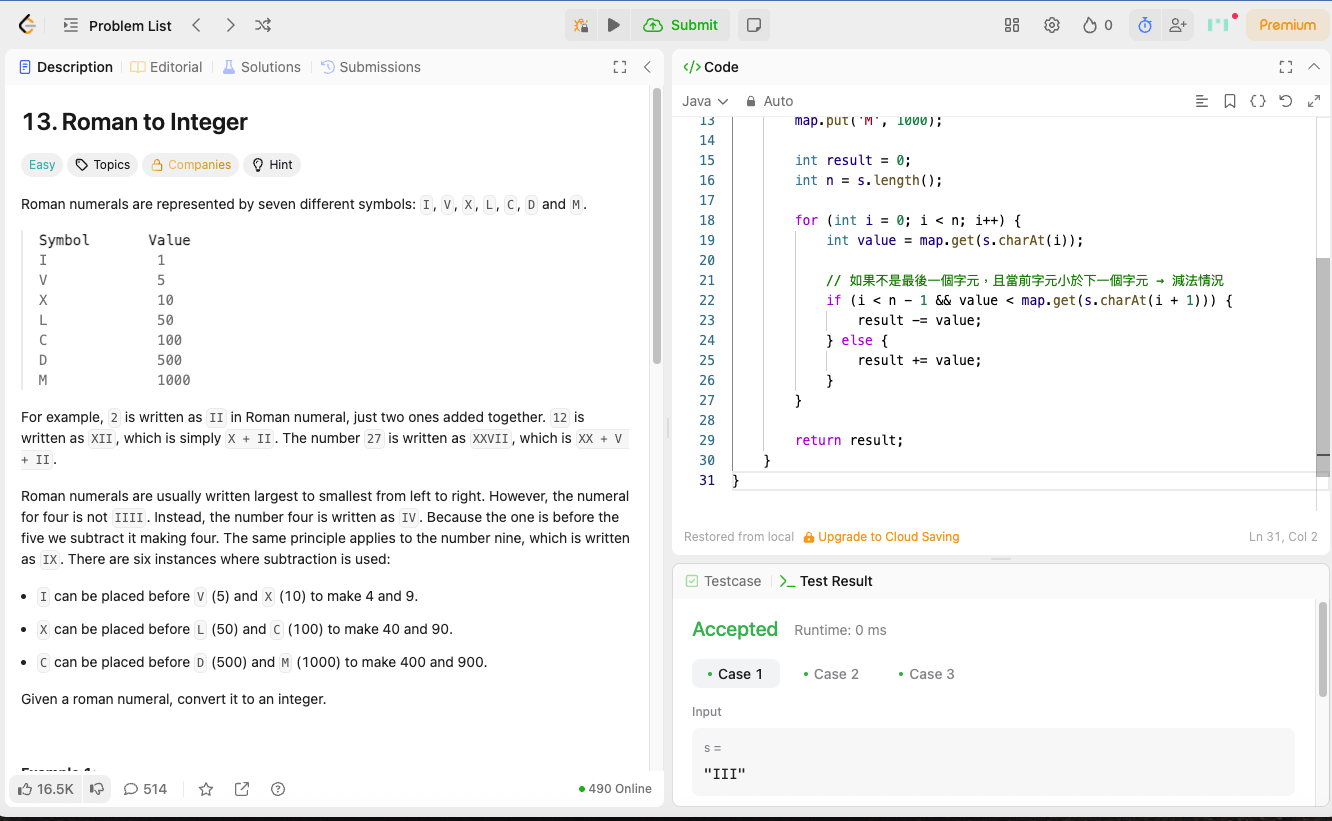 Problem List
Submit
0
Premium
Description
Editorial
Solutions
Submissions
13. Roman to Integer
Easy
Topics
Companies
Hint
Roman numerals are represented by seven different symbols: I, V, X, L, C, D and M.
Symbol Value
I 1
V 5
X 10
L 50
C 100
D 500
M 1000
For example, 2 is written as II in Roman numeral, just two ones added together. 12 is
written as XII, which is simply X + II. The number 27 is written as XXVII, which is XX + V
+ II.
Roman numerals are usually written largest to smallest from left to right. However, the numeral
for four is not IIII. Instead, the number four is written as IV. Because the one is before the
five we subtract it making four. The same principle applies to the number nine, which is written
as IX. There are six instances where subtraction is used:
• I can be placed before V (5) and X (10) to make 4 and 9.
• X can be placed before L (50) and C (100) to make 40 and 90.
• C can be placed before D (500) and M (1000) to make 400 and 900.
Given a roman numeral, convert it to an integer.
Example 1:
16.5K
514
490 Online
</> Code
Java
Auto
13 map.put('M', 1000);
14
15 int result = 0;
16 int n = s.length();
17
18 for (int i = 0; i < n; i++) {
19 int value = map.get(s.charAt(i));
20
21 // 如果不是最後一個字元，且當前字元小於下一個字元 → 減法情況
22 if (i < n - 1 && value < map.get(s.charAt(i + 1))) {
23 result -= value;
24 } else {
25 result += value;
26 }
27 }
28
29 return result;
30 }
31 }
Restored from local
Upgrade to Cloud Saving
Ln 31, Col 2
Testcase
Test Result
Accepted
Runtime: 0 ms
• Case 1
• Case 2
• Case 3
Input
s =
"III"